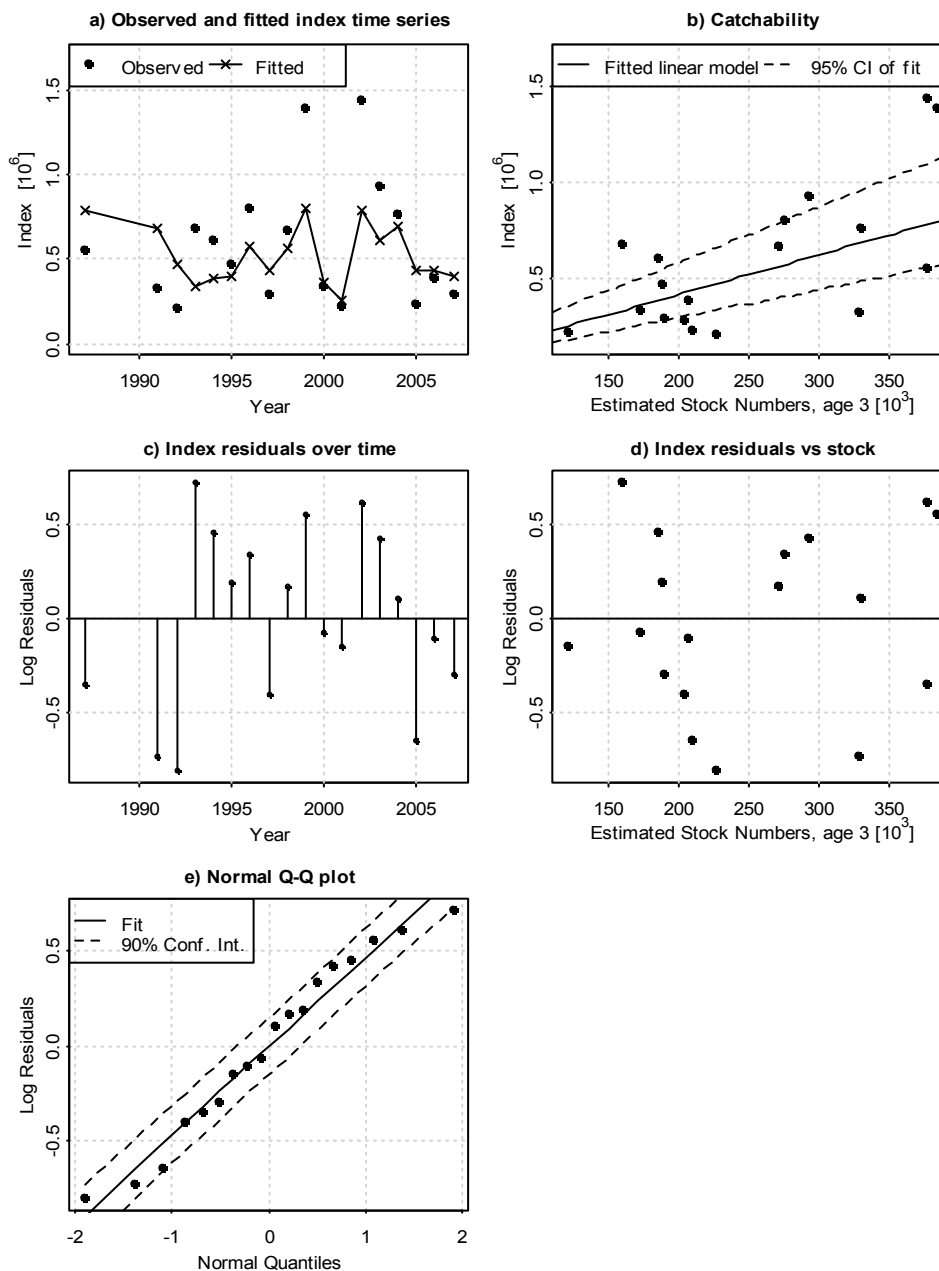 a) Observed and fitted index time series
Observed Fitted
Index [10^6]
0.0 0.5 1.0 1.5
1990 1995 2000 2005
Year
b) Catchability
Fitted linear model 95% CI of fit
Index [10^6]
0.5 1.0 1.5
150 200 250 300 350
Estimated Stock Numbers, age 3 [10^3]
c) Index residuals over time
Log Residuals
-0.5 0.0 0.5
1990 1995 2000 2005
Year
d) Index residuals vs stock
Log Residuals
-0.5 0.0 0.5
150 200 250 300 350
Estimated Stock Numbers, age 3 [10^3]
e) Normal Q-Q plot
Fit
90% Conf. Int.
Log Residuals
-0.5 0.0 0.5
-2 -1 0 1 2
Normal Quantiles